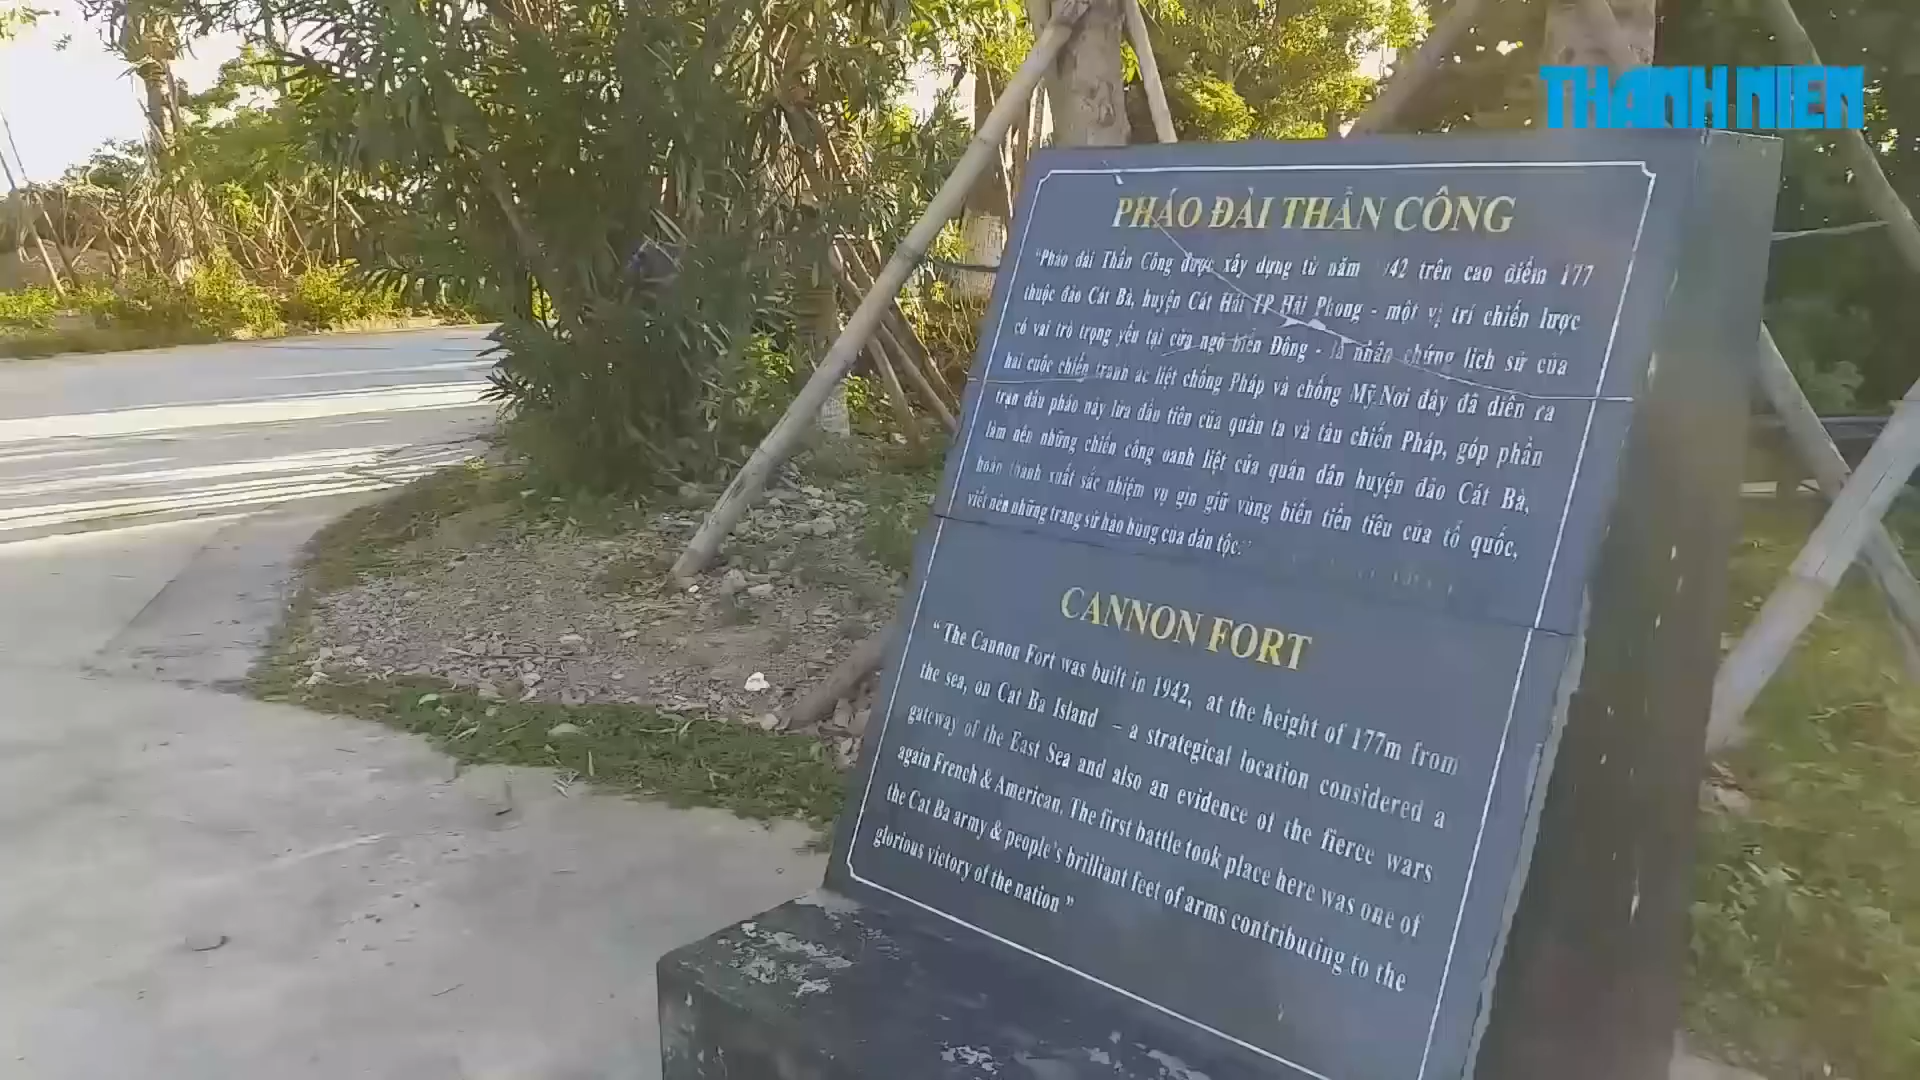 THANH NIEN
PHÁO ĐÀI THẦN CÔNG
"Pháo đài Thần Công được xây dựng từ năm 42 trên cao điểm 177
thuộc đảo Cát Bà, huyện Cát Hải TP Hải Phong - một vị trí chiến lược
có vai trò trọng yếu tại cửa ngõ biển Đông - là nhân chứng lịch sử của
hai cuộc chiến tranh ác liệt chống Pháp và chống Mỹ. Nơi đây đã diễn ra
trận đấu pháo nảy lửa đầu tiên của quân ta và tàu chiến Pháp, góp phần
làm nên những chiến công oanh liệt của quân dân huyện đảo Cát Bà,
hoàn thành xuất sắc nhiệm vụ gìn giữ vùng biển tiền tiêu của tổ quốc,
viết nên những trang sử hào hùng của dân tộc."
CANNON FORT
" The Cannon Fort was built in 1942, at the height of 177m from
the sea, on Cat Ba Island - a strategical location considered a
gateway of the East Sea and also an evidence of the fierce wars
again French & American. The first battle took place here was one of
the Cat Ba army & people's brilliant feet of arms contributing to the
glorious victory of the nation "